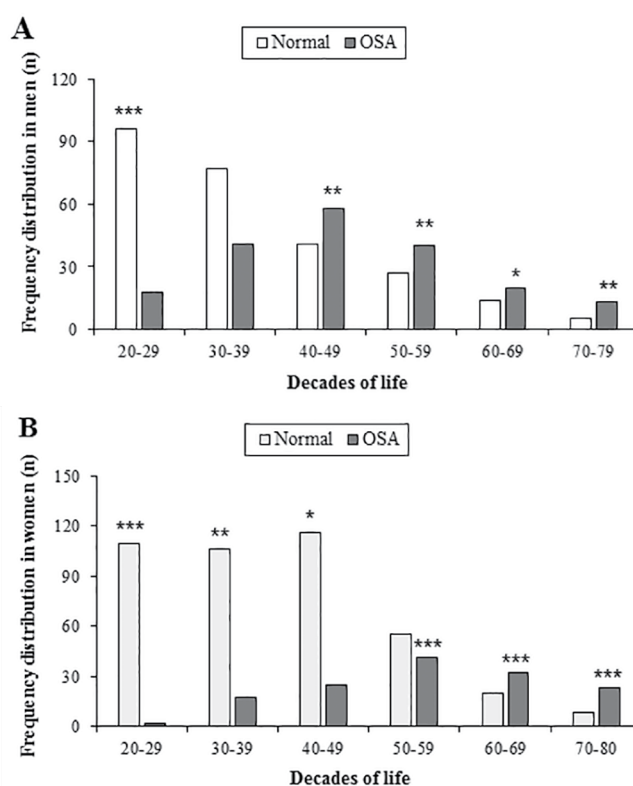 A
Normal OSA
Frequency distribution in men (n)
120
90
60
30
0
***
**
**
*
**
20-29 30-39 40-49 50-59 60-69 70-79
Decades of life
B
Normal OSA
Frequency distribution in women (n)
150
120
90
60
30
0
***
**
*
***
***
***
20-29 30-39 40-49 50-59 60-69 70-80
Decades of life